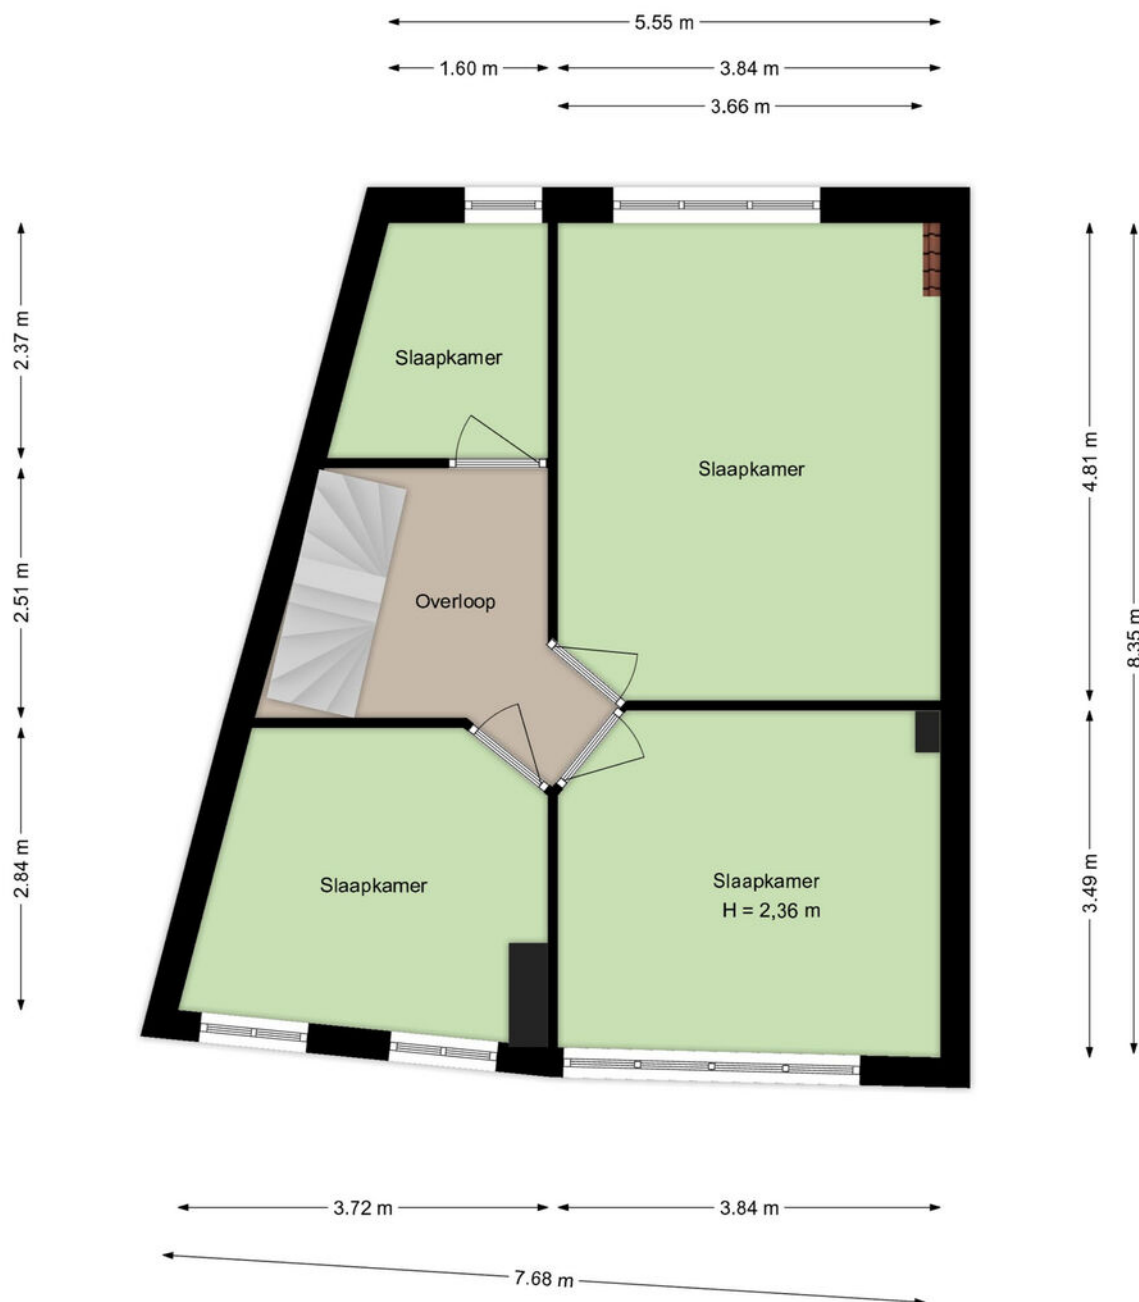 5.55 m
1.60 m
3.84 m
3.66 m
2.37 m
Slaapkamer
Slaapkamer
4.81 m
2.51 m
Overloop
8.35 m
2.84 m
Slaapkamer
Slaapkamer
H = 2,36 m
3.49 m
3.72 m
3.84 m
7.68 m